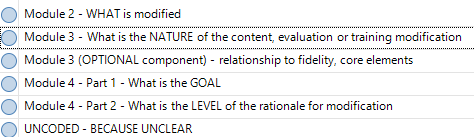 Module 2 - WHAT is modified
Module 3 - What is the NATURE of the content, evaluation or training modification
Module 3 (OPTIONAL component) - relationship to fidelity, core elements
Module 4 - Part 1 - What is the GOAL
Module 4 - Part 2 - What is the LEVEL of the rationale for modification
UNCODED - BECAUSE UNCLEAR